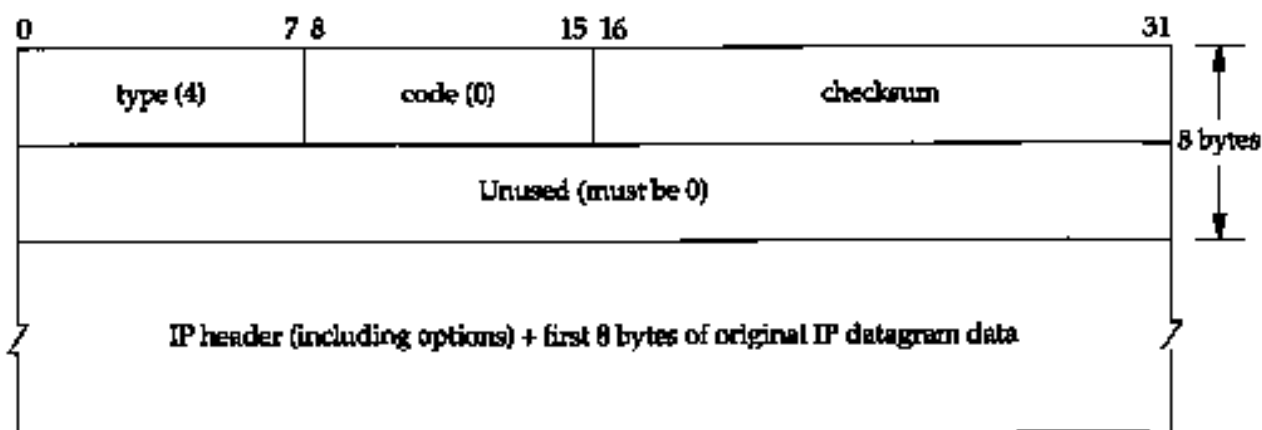 0 7 8 15 16 31
type (4) code (0) checksum
8 bytes
Unused (must be 0)
IP header (including options) + first 8 bytes of original IP datagram data